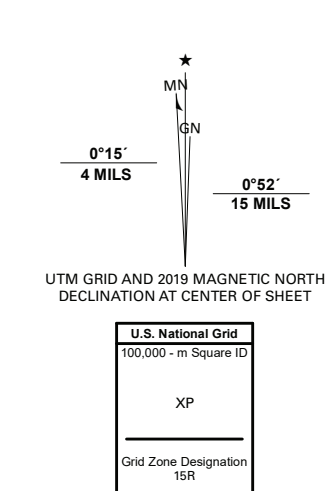 ★
MN
GN
0°15´
4 MILS
0°52´
15 MILS
UTM GRID AND 2019 MAGNETIC NORTH
DECLINATION AT CENTER OF SHEET
U.S. National Grid
100,000 - m Square ID
XP
Grid Zone Designation
15R